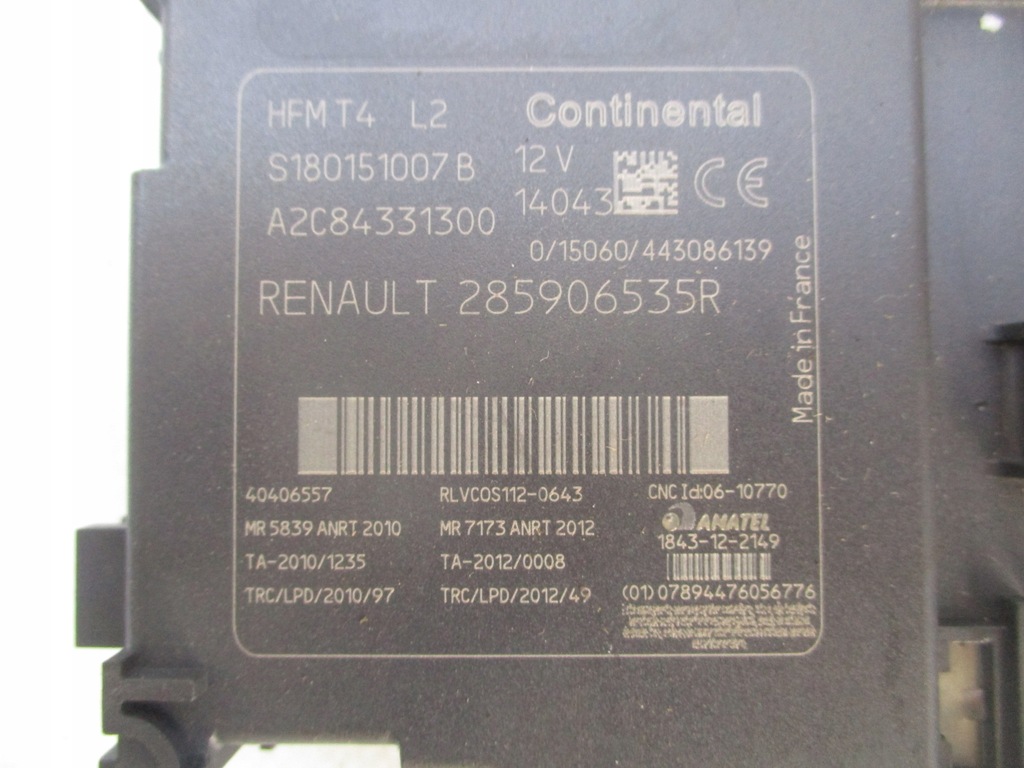 HFM T4 L2 Continental
S180151007B 12 V CE
A2C84331300 14043
0/15060/443086139
RENAULT 285906535R
Made in France
40406557 RLVCOS112-0643 CNC Id:06-10770
MR 5839 ANRT 2010 MR 7173 ANRT 2012 ANATEL
1843-12-2149
TA-2010/1235 TA-2012/0008
TRC/LPD/2010/97 TRC/LPD/2012/49 (01)07894476056776